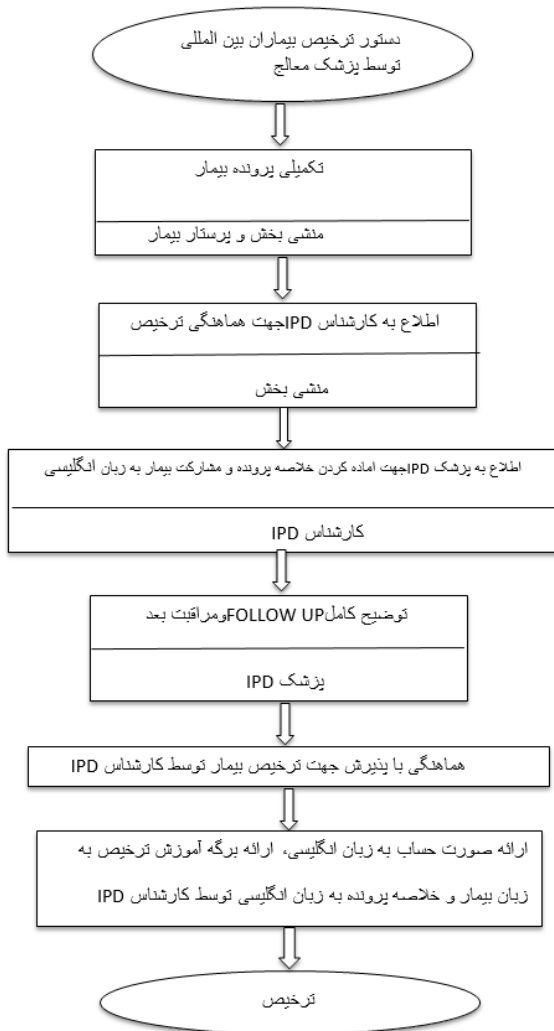 دستور ترخیص بیماران بین المللی
توسط پزشک معالج
تکمیلی پرونده بیمار
منشی بخش و پرستار بیمار
اطلاع به کارشناس IPDجهت هماهنگی ترخیص
منشی بخش
اطلاع به پزشک IPDجهت اماده کردن خلاصه پرونده و مشارکت بیمار به زبان انگلیسی
کارشناس IPD
توضیح کاملFOLLOW UPومراقبت بعد
پزشک IPD
هماهنگی با پذیرش جهت ترخیص بیمار توسط کارشناس IPD
ارائه صورت حساب به زبان انگلیسی، ارائه برگه آموزش ترخیص به
زبان بیمار و خلاصه پرونده به زبان انگلیسی توسط کارشناس IPD
ترخیص